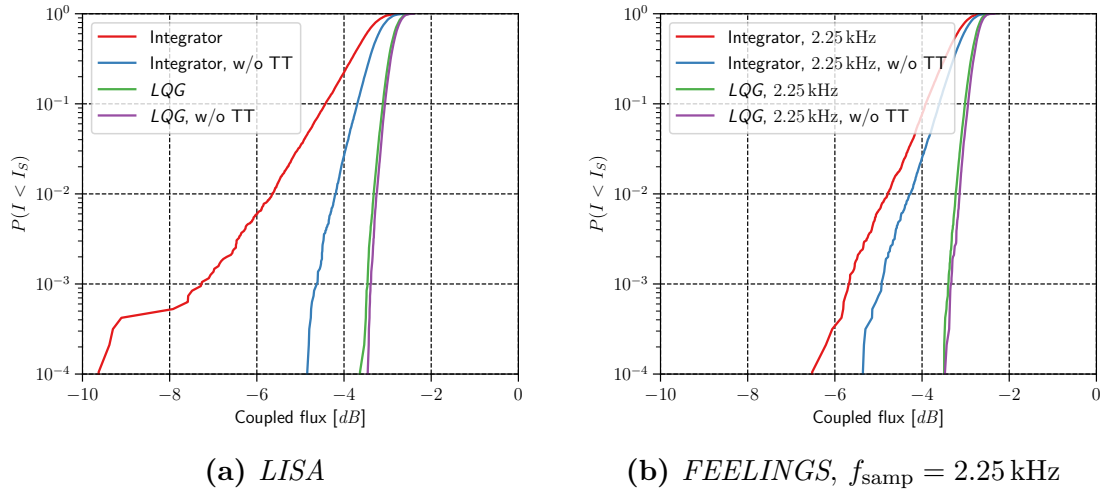 Integrator
Integrator, w/o TT
LQG
LQG, w/o TT
10^0
10^{-1}
10^{-2}
10^{-3}
10^{-4}
P(I < I_S)
−10
−8
−6
−4
−2
0
Coupled flux [dB]
(a) LISA
Integrator, 2.25 kHz
Integrator, 2.25 kHz, w/o TT
LQG, 2.25 kHz
LQG, 2.25 kHz, w/o TT
10^0
10^{-1}
10^{-2}
10^{-3}
10^{-4}
P(I < I_S)
−10
−8
−6
−4
−2
0
Coupled flux [dB]
(b) FEELINGS, f_samp = 2.25 kHz